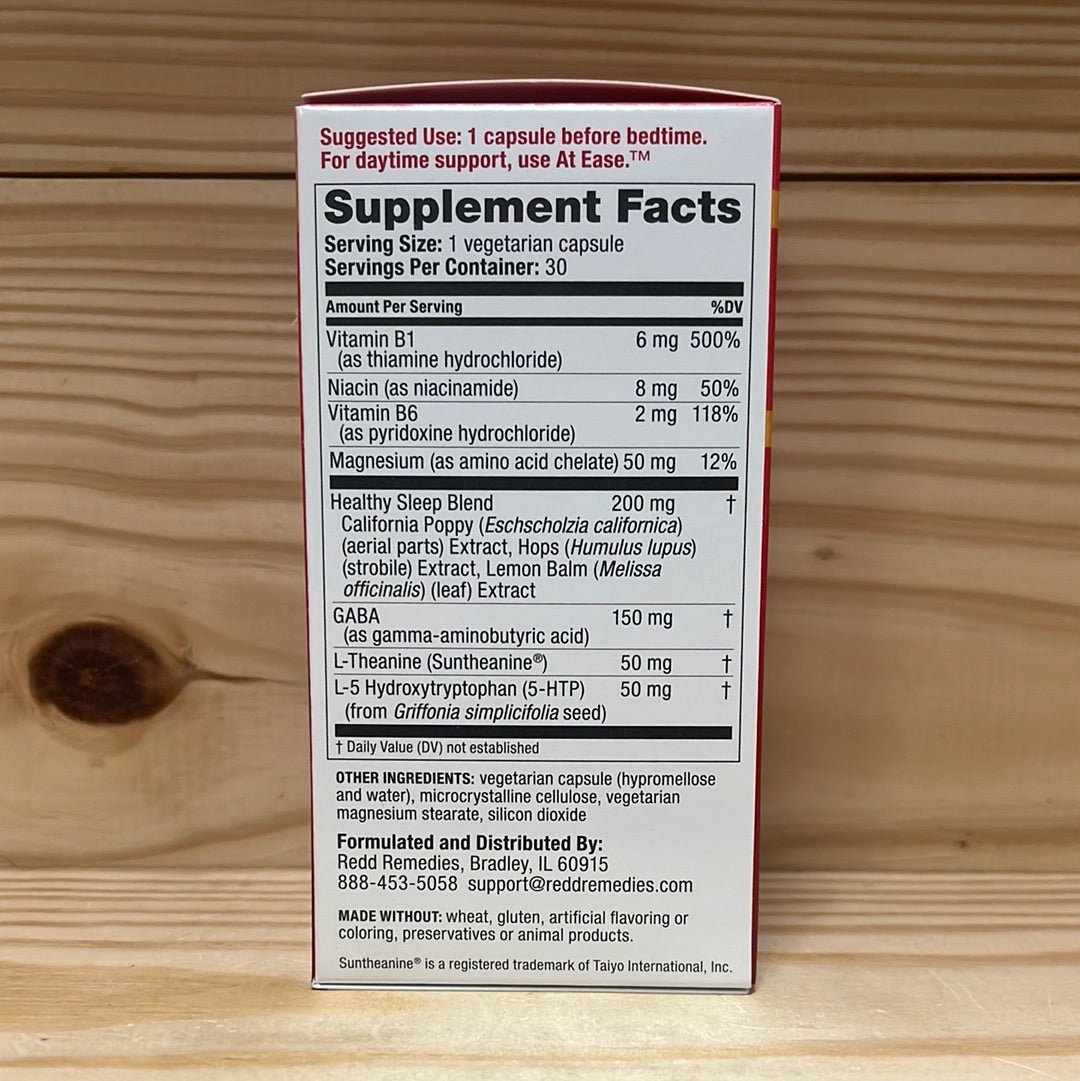 Suggested Use: 1 capsule before bedtime.
For daytime support, use At Ease.™
Supplement Facts
Serving Size: 1 vegetarian capsule
Servings Per Container: 30
Amount Per Serving %DV
Vitamin B1 6 mg 500%
(as thiamine hydrochloride)
Niacin (as niacinamide) 8 mg 50%
Vitamin B6 2 mg 118%
(as pyridoxine hydrochloride)
Magnesium (as amino acid chelate) 50 mg 12%
Healthy Sleep Blend 200 mg †
California Poppy (Eschscholzia californica)
(aerial parts) Extract, Hops (Humulus lupus)
(strobile) Extract, Lemon Balm (Melissa
officinalis) (leaf) Extract
GABA 150 mg †
(as gamma-aminobutyric acid)
L-Theanine (Suntheanine®) 50 mg †
L-5 Hydroxytryptophan (5-HTP) 50 mg †
(from Griffonia simplicifolia seed)
† Daily Value (DV) not established
OTHER INGREDIENTS: vegetarian capsule (hypromellose
and water), microcrystalline cellulose, vegetarian
magnesium stearate, silicon dioxide
Formulated and Distributed By:
Redd Remedies, Bradley, IL 60915
888-453-5058 support@reddremedies.com
MADE WITHOUT: wheat, gluten, artificial flavoring or
coloring, preservatives or animal products.
Suntheanine® is a registered trademark of Taiyo International, Inc.